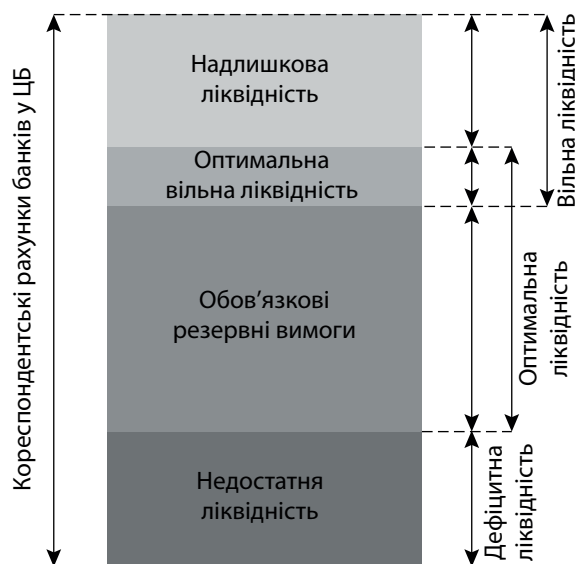 Кореспондентські рахунки банків у ЦБ
Надлишкова
ліквідність
Оптимальна
вільна ліквідність
Обов’язкові
резервні вимоги
Недостатня
ліквідність
Вільна ліквідність
Оптимальна
ліквідність
Дефіцитна
ліквідність